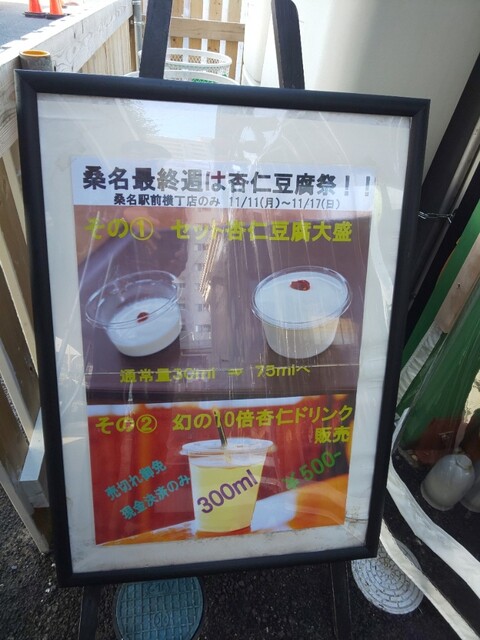 桑名最終週は杏仁豆腐祭！！
桑名駅前横丁店のみ 11/11(月)～11/17(日)
その① セット杏仁豆腐大盛
通常量30ml ⇒ 75mlへ
その② 幻の10倍杏仁ドリンク
販売
売切れ御免
現金決済のみ
300ml
¥500-